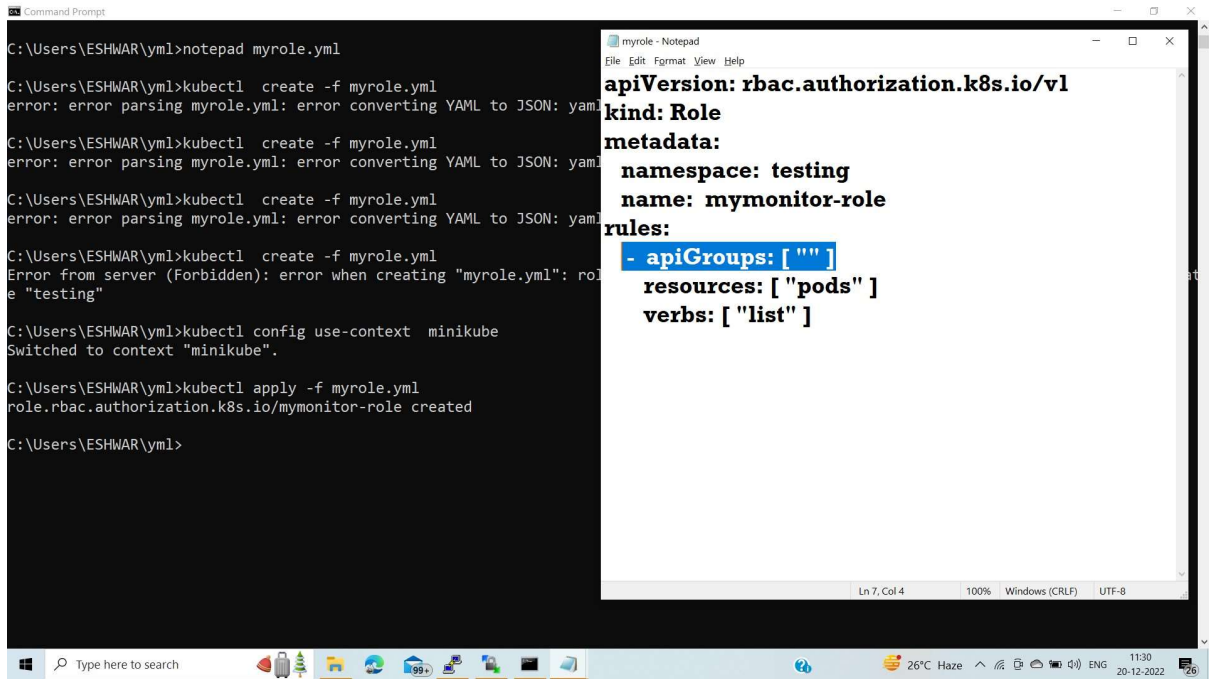 Command Prompt
C:\Users\ESHWAR\yml>notepad myrole.yml
C:\Users\ESHWAR\yml>kubectl  create -f myrole.yml
error: error parsing myrole.yml: error converting YAML to JSON: yaml
C:\Users\ESHWAR\yml>kubectl  create -f myrole.yml
error: error parsing myrole.yml: error converting YAML to JSON: yaml
C:\Users\ESHWAR\yml>kubectl  create -f myrole.yml
error: error parsing myrole.yml: error converting YAML to JSON: yaml
C:\Users\ESHWAR\yml>kubectl  create -f myrole.yml
Error from server (Forbidden): error when creating "myrole.yml": rol
e "testing"
C:\Users\ESHWAR\yml>kubectl config use-context  minikube
Switched to context "minikube".
C:\Users\ESHWAR\yml>kubectl apply -f myrole.yml
role.rbac.authorization.k8s.io/mymonitor-role created
C:\Users\ESHWAR\yml>
myrole - Notepad
File Edit Format View Help
apiVersion: rbac.authorization.k8s.io/v1
kind: Role
metadata:
  namespace:  testing
  name:  mymonitor-role
rules:
  -  apiGroups: [ "" ]
     resources: [ "pods" ]
     verbs: [ "list" ]
Ln 7, Col 4 100% Windows (CRLF) UTF-8
Type here to search 99+ 26°C Haze ENG 11:30 20-12-2022 26